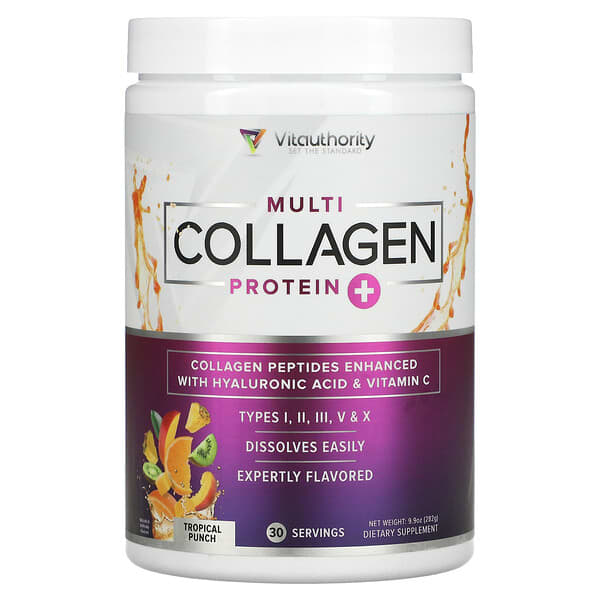 Vitauthority
SET THE STANDARD
MULTI
COLLAGEN
PROTEIN +
COLLAGEN PEPTIDES ENHANCED
WITH HYALURONIC ACID & VITAMIN C
TYPES I, II, III, V & X
DISSOLVES EASILY
EXPERTLY FLAVORED
TROPICAL
PUNCH
30 SERVINGS
NET WEIGHT: 9.9oz (282g)
DIETARY SUPPLEMENT